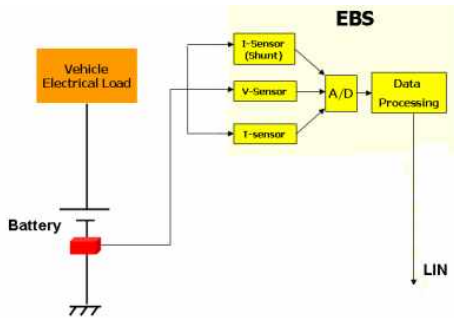 EBS
Vehicle
Electrical Load
I-Sensor
(Shunt)
V-Sensor
T-sensor
A/D
Data
Processing
Battery
LIN